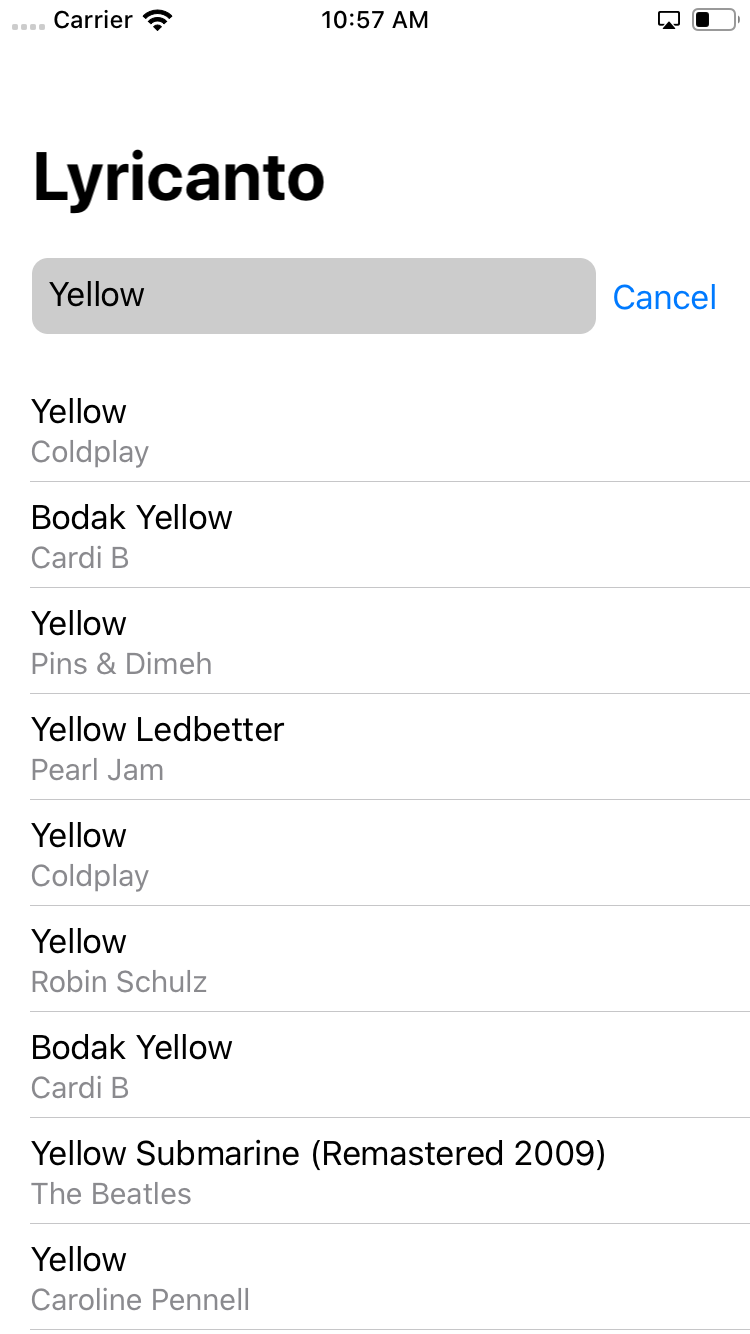 Carrier 10:57 AM
Lyricanto
Yellow Cancel
Yellow
Coldplay
Bodak Yellow
Cardi B
Yellow
Pins & Dimeh
Yellow Ledbetter
Pearl Jam
Yellow
Coldplay
Yellow
Robin Schulz
Bodak Yellow
Cardi B
Yellow Submarine (Remastered 2009)
The Beatles
Yellow
Caroline Pennell